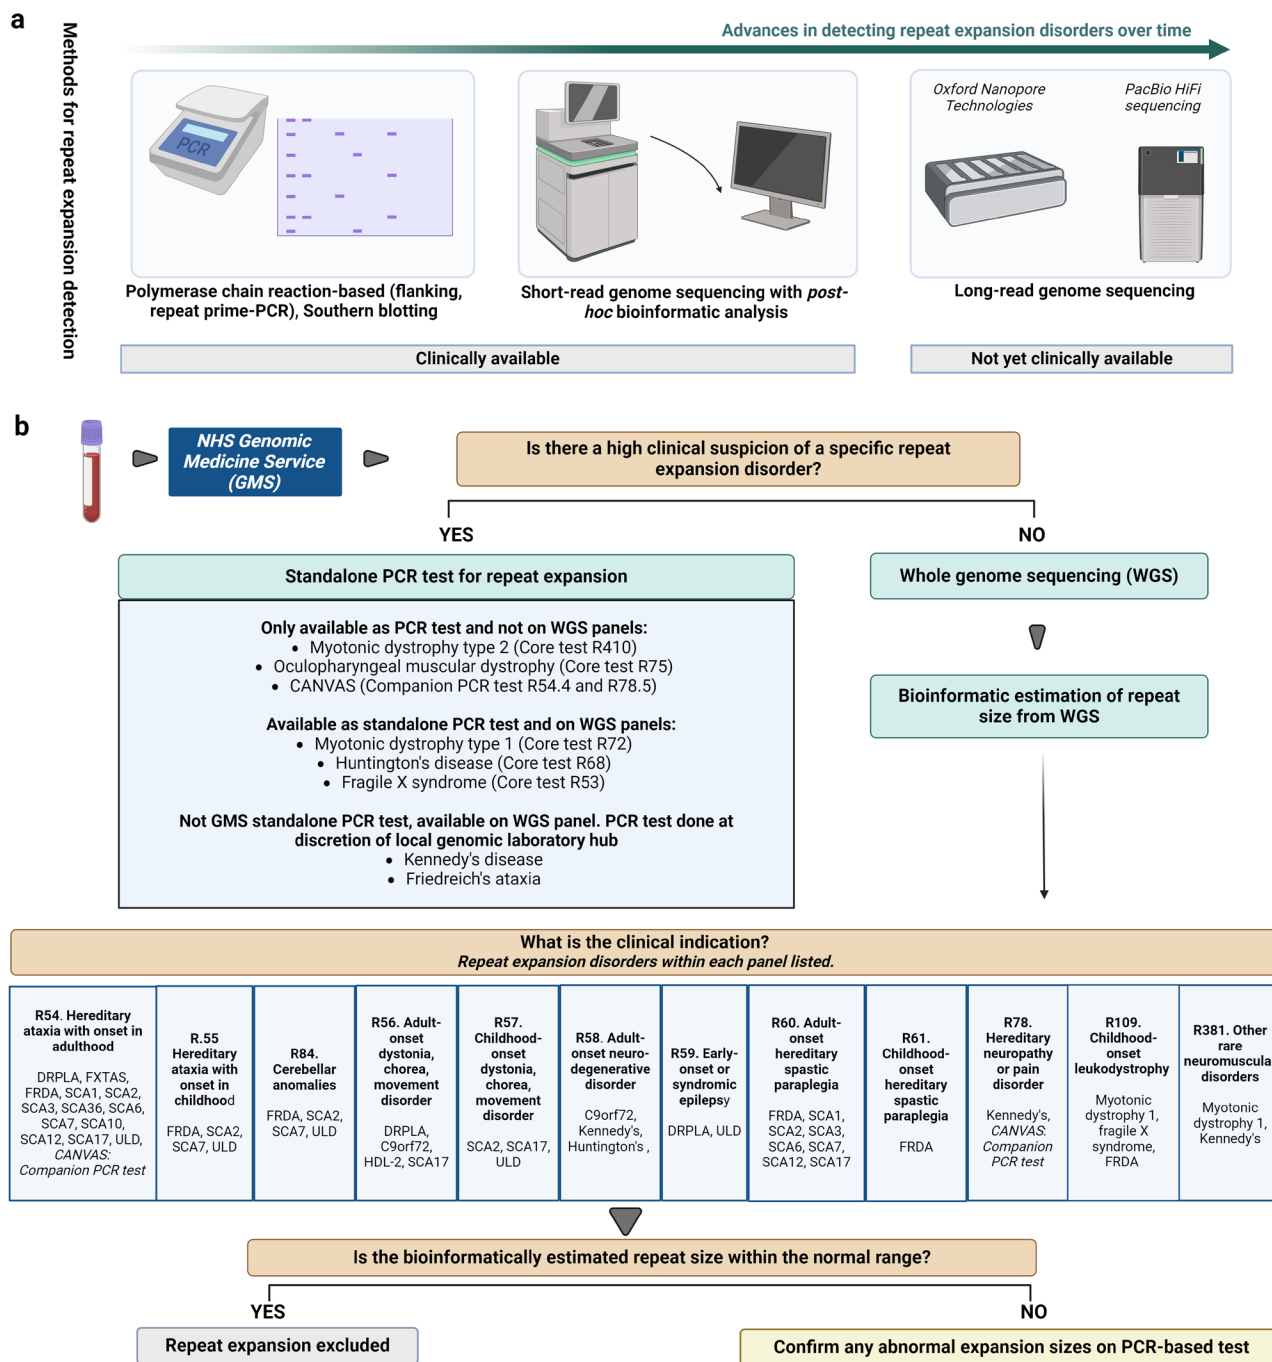 a
Methods for repeat expansion detection
Advances in detecting repeat expansion disorders over time
PCR
Oxford Nanopore
Technologies
PacBio HiFi
sequencing
Polymerase chain reaction-based (flanking,
repeat prime-PCR), Southern blotting
Short-read genome sequencing with post-
hoc bioinformatic analysis
Long-read genome sequencing
Clinically available
Not yet clinically available
b
NHS Genomic
Medicine Service
(GMS)
Is there a high clinical suspicion of a specific repeat
expansion disorder?
YES
NO
Standalone PCR test for repeat expansion
Only available as PCR test and not on WGS panels:
• Myotonic dystrophy type 2 (Core test R410)
• Oculopharyngeal muscular dystrophy (Core test R75)
• CANVAS (Companion PCR test R54.4 and R78.5)
Available as standalone PCR test and on WGS panels:
• Myotonic dystrophy type 1 (Core test R72)
• Huntington's disease (Core test R68)
• Fragile X syndrome (Core test R53)
Not GMS standalone PCR test, available on WGS panel. PCR test done at
discretion of local genomic laboratory hub
• Kennedy's disease
• Friedreich's ataxia
Whole genome sequencing (WGS)
Bioinformatic estimation of repeat
size from WGS
What is the clinical indication?
Repeat expansion disorders within each panel listed.
R54. Hereditary
ataxia with onset in
adulthood
DRPLA, FXTAS,
FRDA, SCA1, SCA2,
SCA3, SCA36, SCA6,
SCA7, SCA10,
SCA12, SCA17, ULD,
CANVAS:
Companion PCR test
R.55
Hereditary
ataxia with
onset in
childhood
FRDA, SCA2,
SCA7, ULD
R84.
Cerebellar
anomalies
FRDA, SCA2,
SCA7, ULD
R56. Adult-
onset
dystonia,
chorea,
movement
disorder
DRPLA,
C9orf72,
HDL-2, SCA17
R57.
Childhood-
onset
dystonia,
chorea,
movement
disorder
SCA2, SCA17,
ULD
R58. Adult-
onset neuro-
degenerative
disorder
C9orf72,
Kennedy's,
Huntington's ,
R59. Early-
onset or
syndromic
epilepsy
DRPLA, ULD
R60. Adult-
onset
hereditary
spastic
paraplegia
FRDA, SCA1,
SCA2, SCA3,
SCA6, SCA7,
SCA12, SCA17
R61.
Childhood-
onset
hereditary
spastic
paraplegia
FRDA
R78.
Hereditary
neuropathy
or pain
disorder
Kennedy's,
CANVAS:
Companion
PCR test
R109.
Childhood-
onset
leukodystrophy
Myotonic
dystrophy 1,
fragile X
syndrome,
FRDA
R381. Other
rare
neuromuscula
disorders
Myotonic
dystrophy 1,
Kennedy's
Is the bioinformatically estimated repeat size within the normal range?
YES
NO
Repeat expansion excluded
Confirm any abnormal expansion sizes on PCR-based test